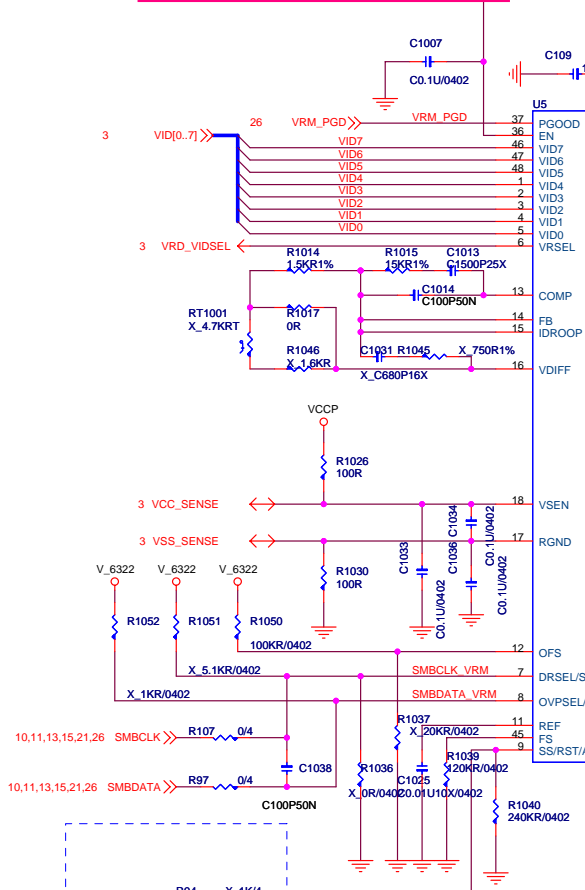 C1007
C109
C0.1U/0402
U5
26 VRM_PGD VRM_PGD 37 PGOOD
36 EN
3 VID[0..7] VID7 46 VID7
VID6 47 VID6
VID5 48 VID5
VID4 1 VID4
VID3 2 VID3
VID2 3 VID2
VID1 4 VID1
VID0 5 VID0
3 VRD_VIDSEL 6 VRSEL
R1014 R1015 C1013
1.5KR1% 15KR1% C1500P25X
C1014 13 COMP
C100P50N
RT1001 R1017
X_4.7KRT 0R
14 FB
15 IDROOP
R1046 C1031 R1045 X_750R1%
X_1.6KR 16 VDIFF
X_C680P16X
VCCP
R1026
100R
3 VCC_SENSE 18 VSEN
C1034
C0.1U/0402
3 VSS_SENSE 17 RGND
C1033
C0.1U/0402
C1036
C0.1U/0402
V_6322 V_6322 V_6322
R1030
100R
R1052 R1051 R1050
100KR/0402 12 OFS
X_5.1KR/0402 SMBCLK_VRM 7 DRSEL/S
X_1KR/0402 SMBDATA_VRM 8 OVPSEL/
R1037 11 REF
X_20KR/0402 45 FS
10,11,13,15,21,26 SMBCLK R107 0/4 9 SS/RST/A
C1038 R1036 C1025 R1039
X_0R/0402 C0.01U10X/0402 120KR/0402
10,11,13,15,21,26 SMBDATA R97 0/4
C100P50N
R1040
240KR/0402